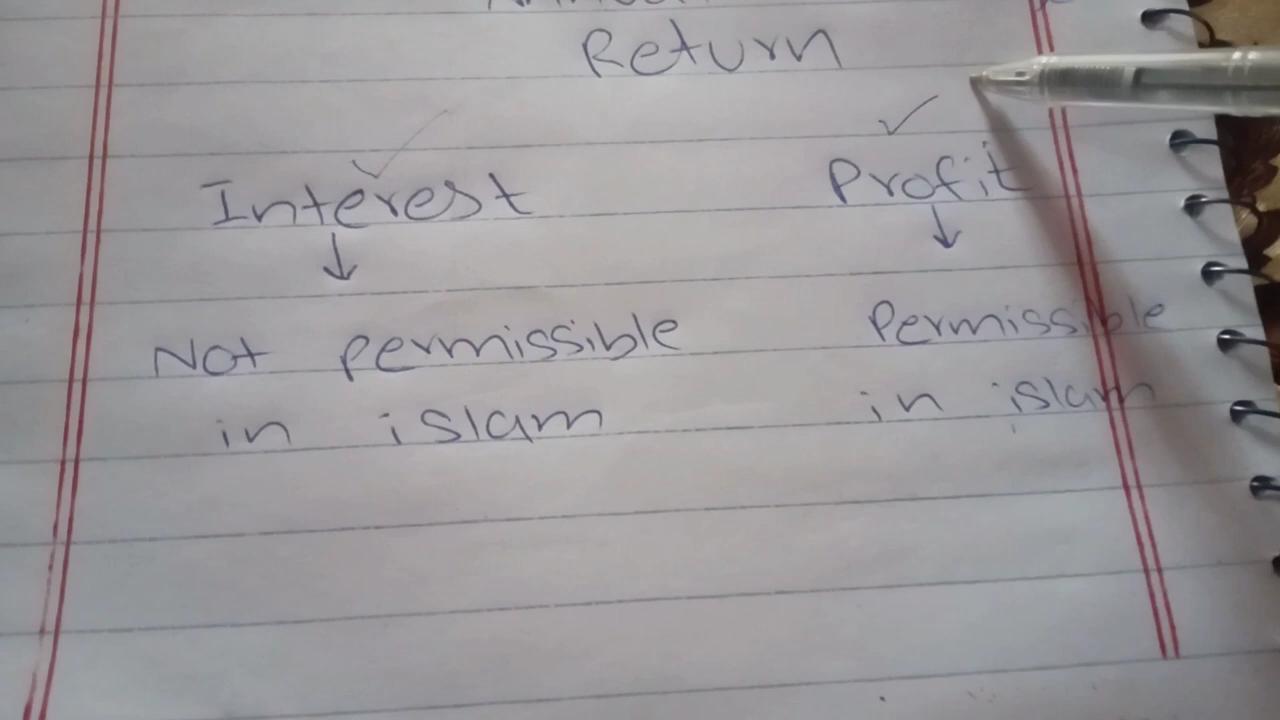 Return
Interest
Profit
Not permissible
in islam
Permissible
in islam